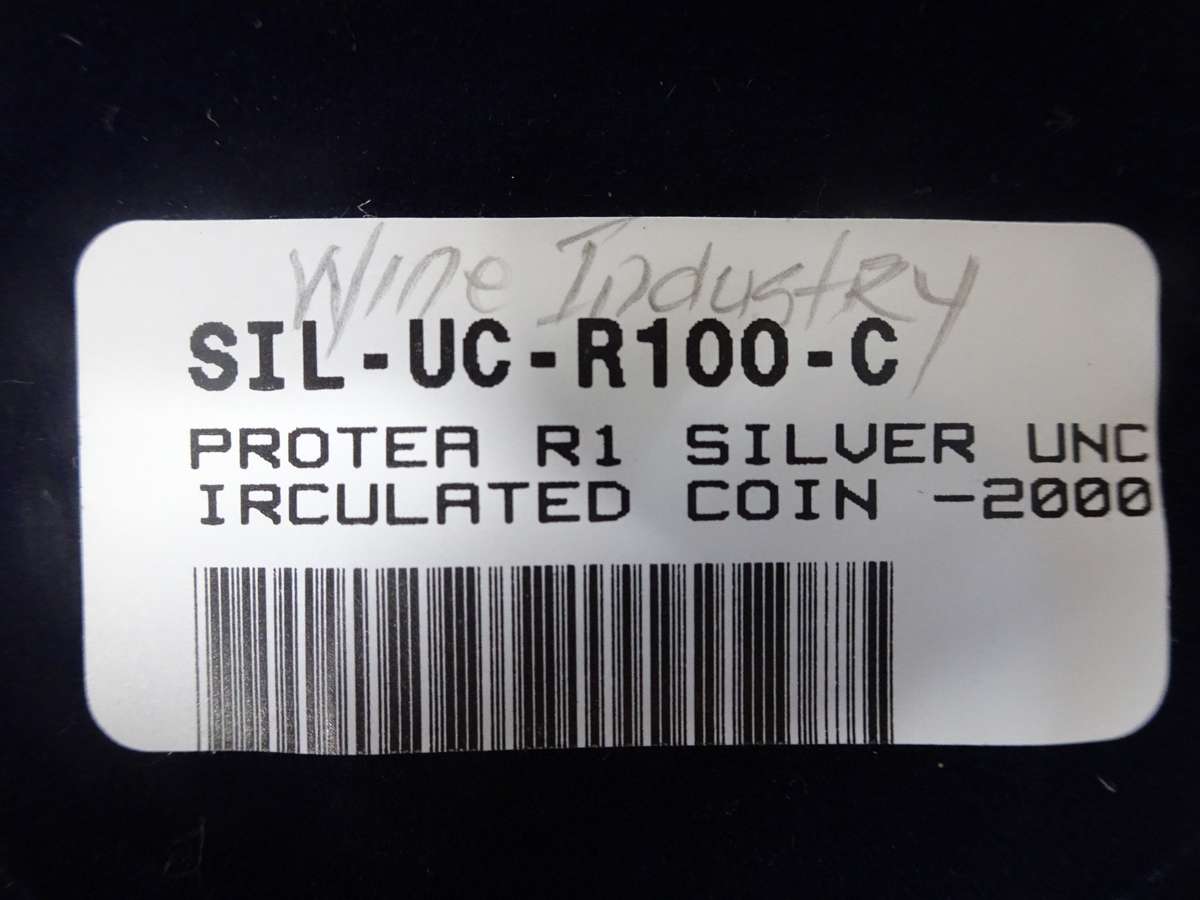 Wine Industry
SIL-UC-R100-C
PROTEA R1 SILVER UNC
IRCULATED COIN -2000